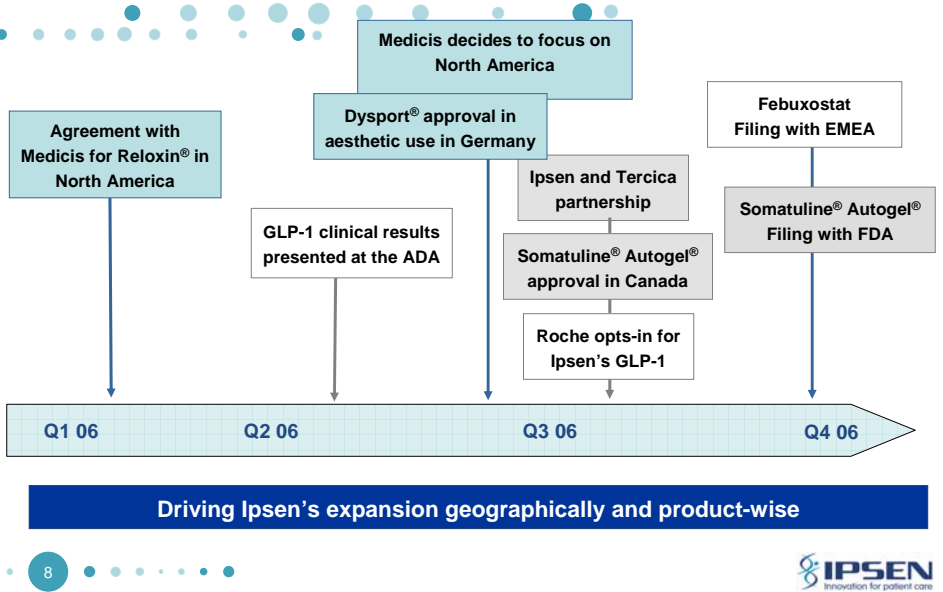 Medicis decides to focus on
North America
Dysport® approval in
aesthetic use in Germany
Agreement with
Medicis for Reloxin® in
North America
GLP-1 clinical results
presented at the ADA
Ipsen and Tercica
partnership
Somatuline® Autogel®
approval in Canada
Roche opts-in for
Ipsen's GLP-1
Febuxostat
Filing with EMEA
Somatuline® Autogel®
Filing with FDA
Q1 06
Q2 06
Q3 06
Q4 06
Driving Ipsen's expansion geographically and product-wise
8
IPSEN
Innovation for patient care